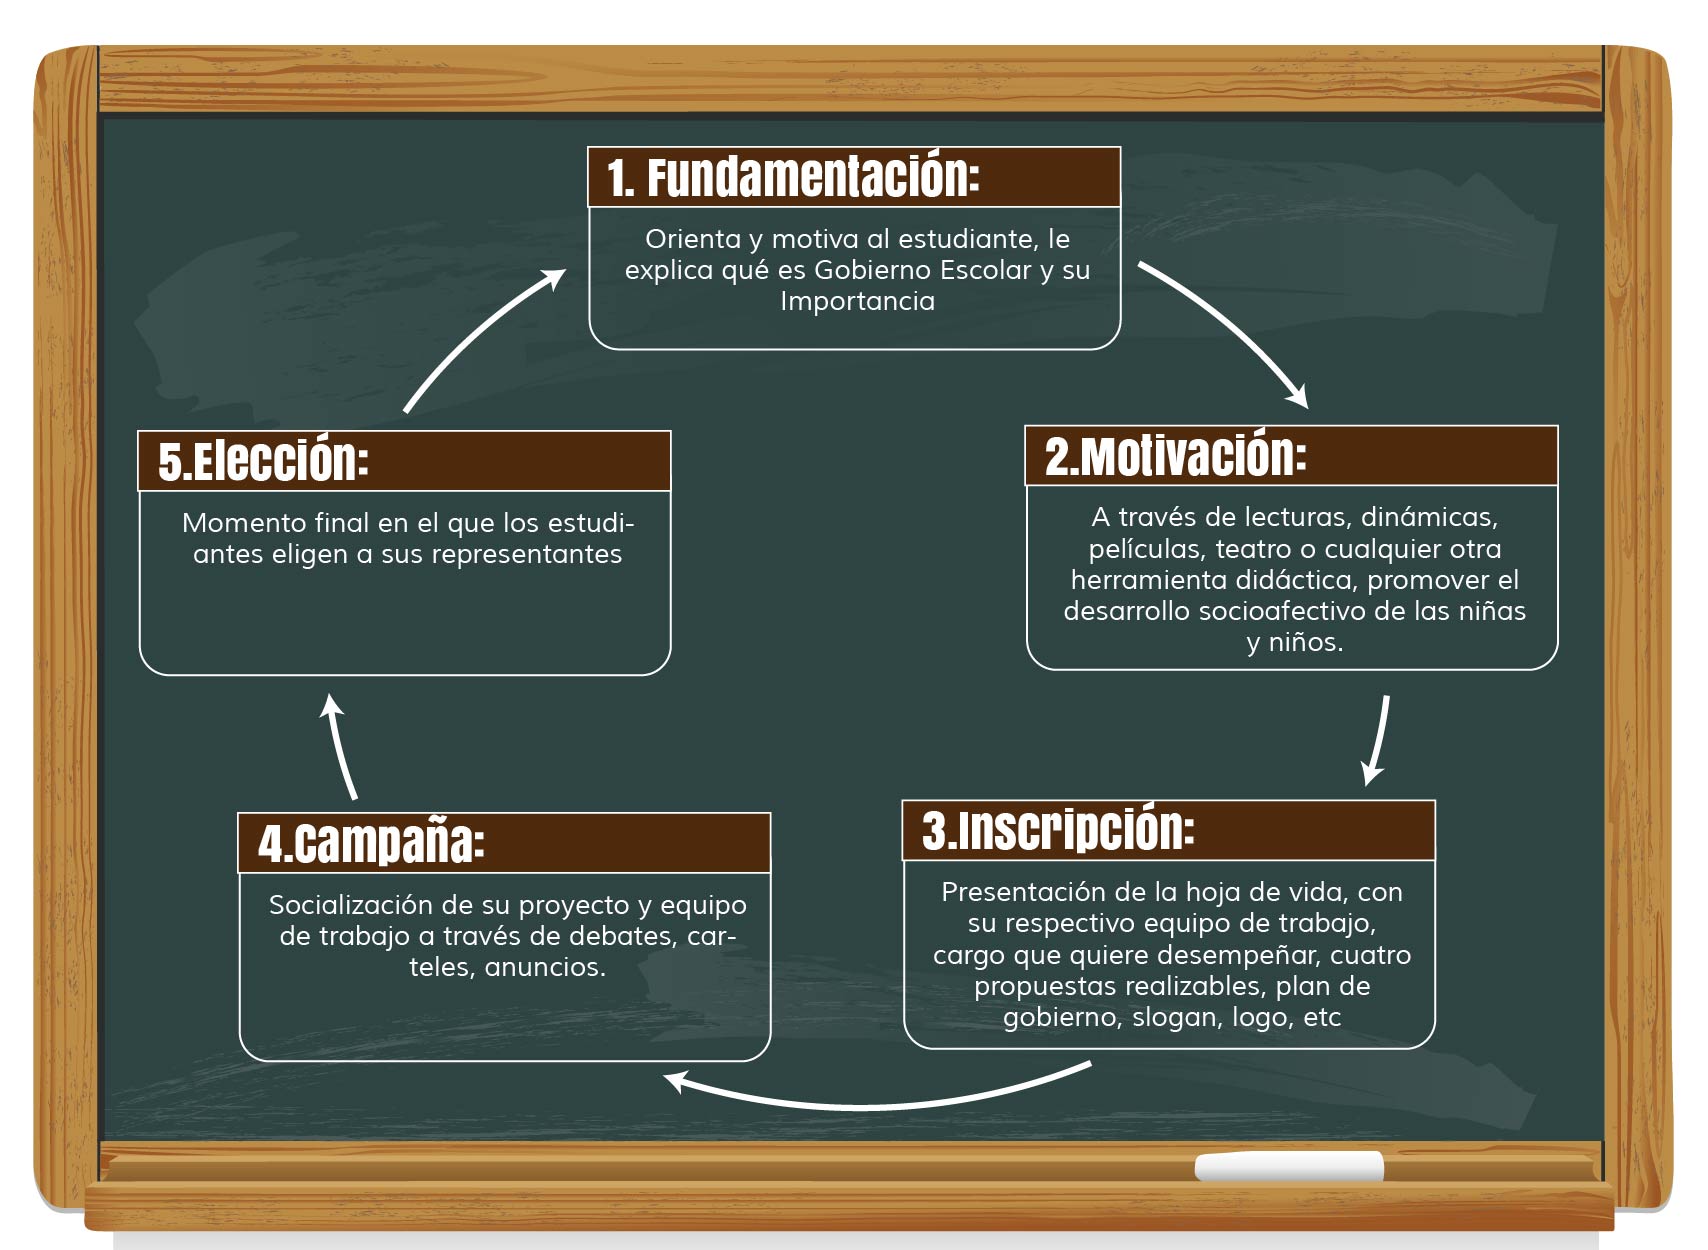 1. Fundamentación:
Orienta y motiva al estudiante, le
explica qué es Gobierno Escolar y su
Importancia
2.Motivación:
A través de lecturas, dinámicas,
películas, teatro o cualquier otra
herramienta didáctica, promover el
desarrollo socioafectivo de las niñas
y niños.
3.Inscripción:
Presentación de la hoja de vida, con
su respectivo equipo de trabajo,
cargo que quiere desempeñar, cuatro
propuestas realizables, plan de
gobierno, slogan, logo, etc
4.Campaña:
Socialización de su proyecto y equipo
de trabajo a través de debates, car-
teles, anuncios.
5.Elección:
Momento final en el que los estudi-
antes eligen a sus representantes